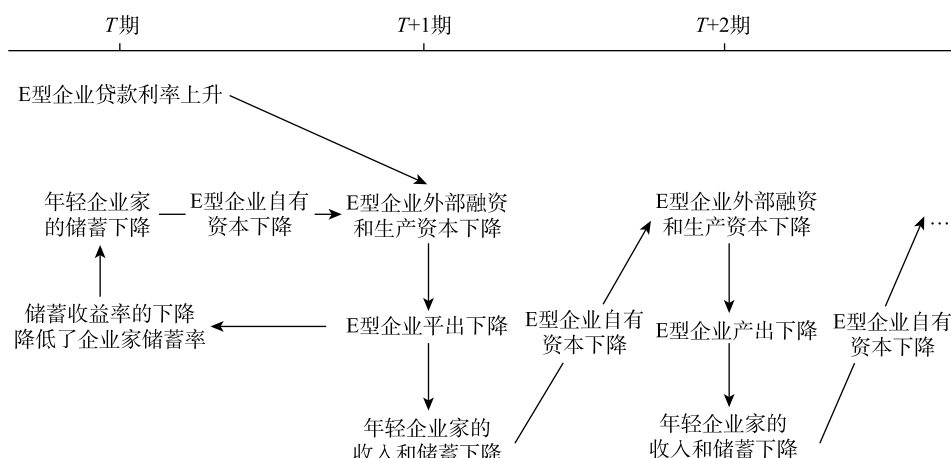 T期
T+1期
T+2期
E型企业贷款利率上升
年轻企业家
的储蓄下降
E型企业自有
资本下降
E型企业外部融资
和生产资本下降
E型企业外部融资
和生产资本下降
…
储蓄收益率的下降
降低了企业家储蓄率
E型企业平出下降
E型企业自有
资本下降
E型企业产出下降
E型企业自有
资本下降
年轻企业家的
收入和储蓄下降
年轻企业家的
收入和储蓄下降